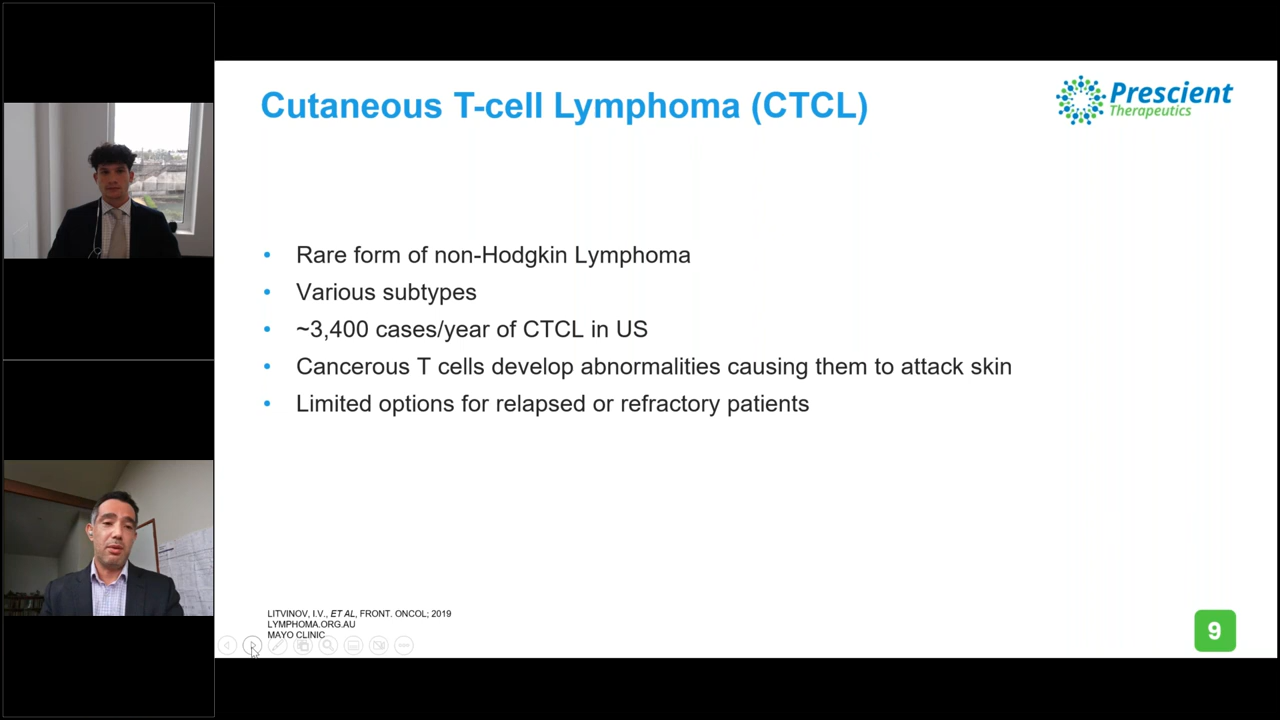 Cutaneous T-cell Lymphoma (CTCL)
Prescient
Therapeutics
• Rare form of non-Hodgkin Lymphoma
• Various subtypes
• ~3,400 cases/year of CTCL in US
• Cancerous T cells develop abnormalities causing them to attack skin
• Limited options for relapsed or refractory patients
LITVINOV, I.V., ET AL, FRONT. ONCOL; 2019
LYMPHOMA.ORG.AU
MAYO CLINIC
9